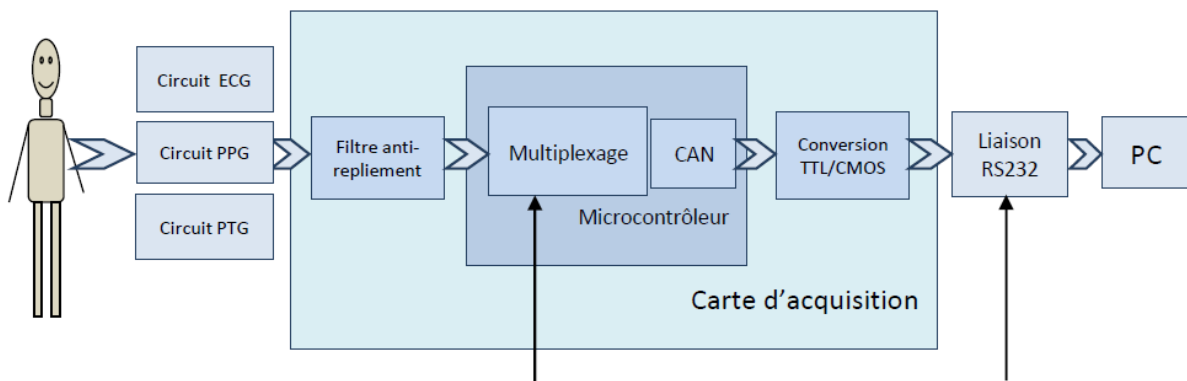 Circuit ECG
Circuit PPG
Circuit PTG
Filtre anti-
repliement
Multiplexage
CAN
Microcontrôleur
Conversion
TTL/CMOS
Carte d'acquisition
Liaison
RS232
PC